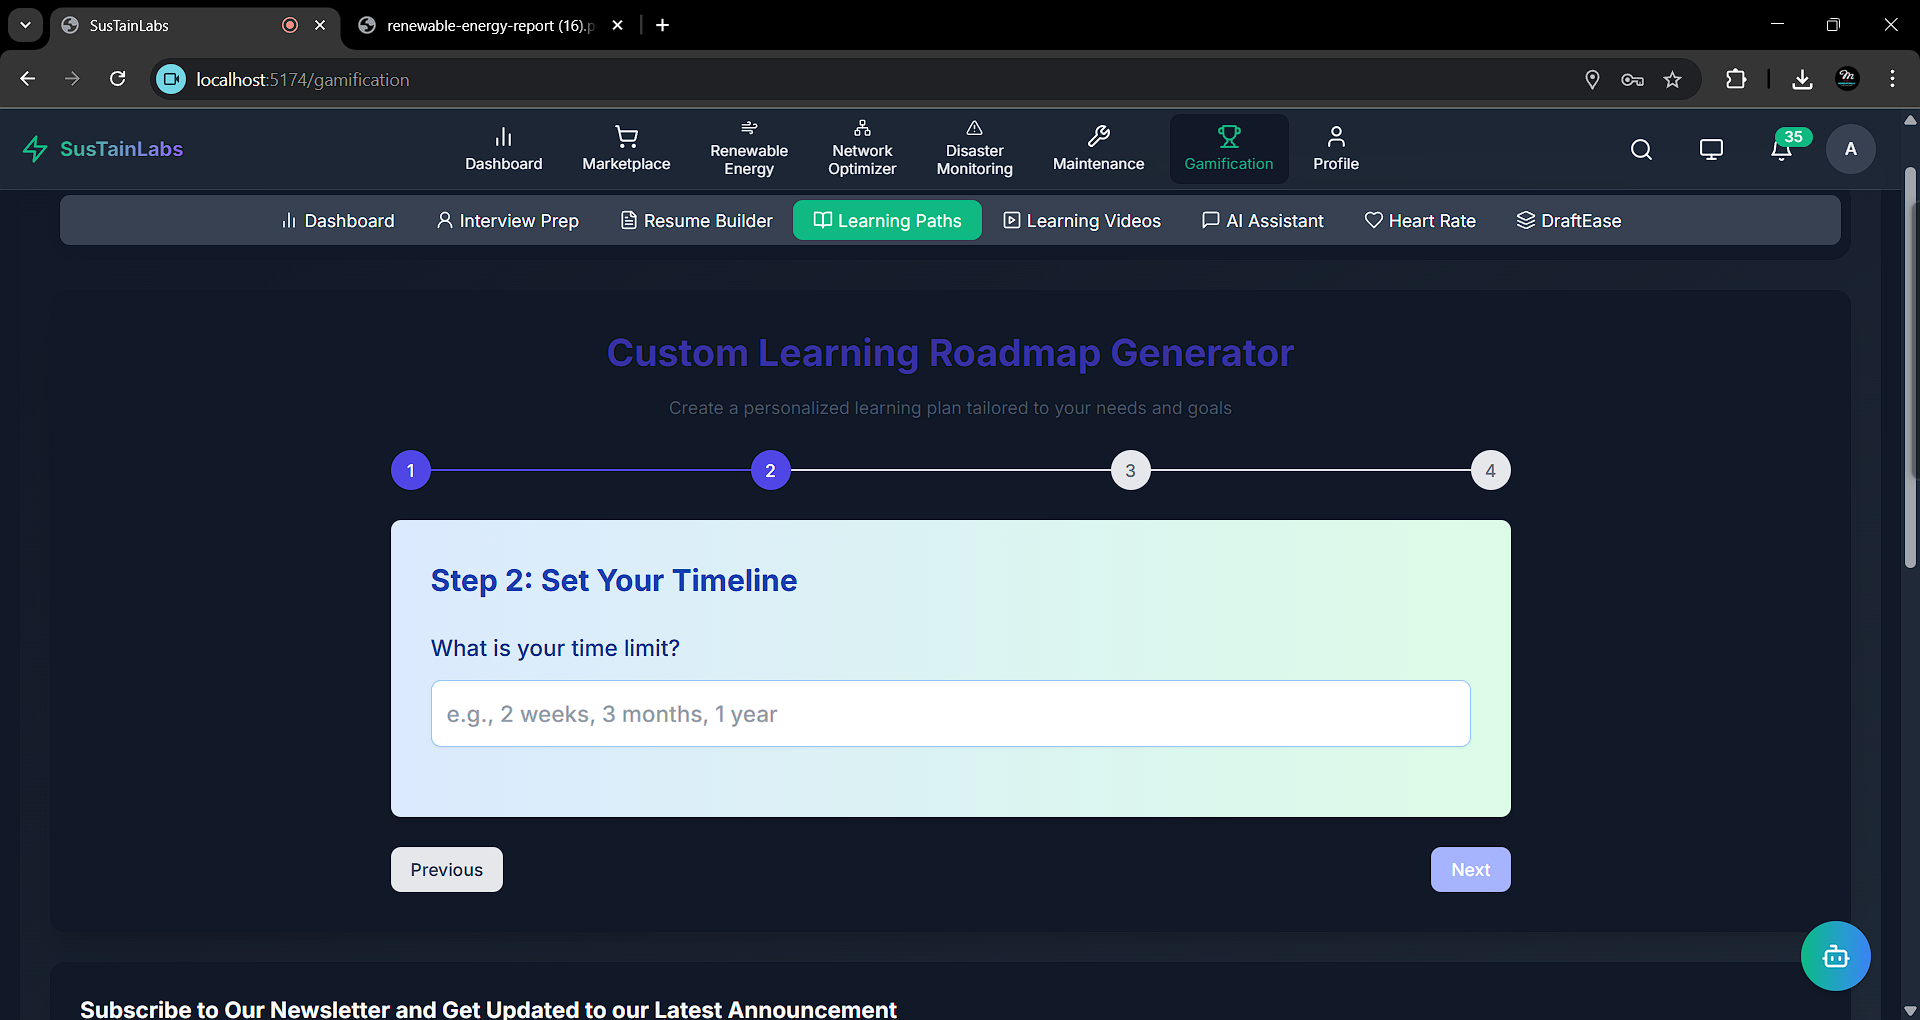 SusTainLabs
renewable-energy-report (16).p
localhost:5174/gamification
SusTainLabs
Dashboard
Marketplace
Renewable
Energy
Network
Optimizer
Disaster
Monitoring
Maintenance
Gamification
Profile
35
A
Dashboard
Interview Prep
Resume Builder
Learning Paths
Learning Videos
AI Assistant
Heart Rate
DraftEase
Custom Learning Roadmap Generator
Create a personalized learning plan tailored to your needs and goals
1
2
3
4
Step 2: Set Your Timeline
What is your time limit?
e.g., 2 weeks, 3 months, 1 year
Previous
Next
Subscribe to Our Newsletter and Get Updated to our Latest Announcement